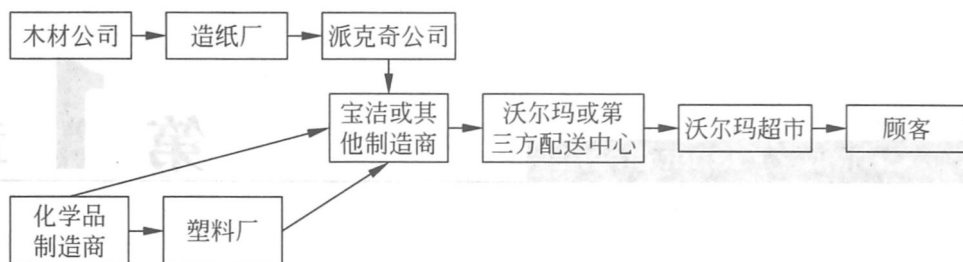 木材公司
造纸厂
派克奇公司
宝洁或其
他制造商
沃尔玛或第
三方配送中心
沃尔玛超市
顾客
化学品
制造商
塑料厂
第
1